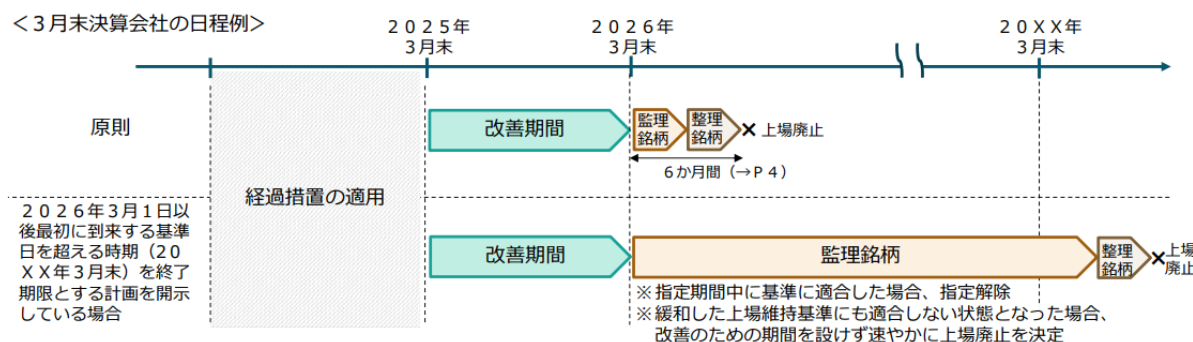 ＜３月末決算会社の日程例＞
２０２５年
３月末
２０２６年
３月末
２０ＸＸ年
３月末
原則
経過措置の適用
改善期間
監理
銘柄
整理
銘柄
×上場廃止
６か月間（→Ｐ４）
２０２６年３月１日以
後最初に到来する基準
日を超える時期（２０
ＸＸ年３月末）を終了
期限とする計画を開示
している場合
改善期間
監理銘柄
整理
銘柄
×上場
廃止
※指定期間中に基準に適合した場合、指定解除
※緩和した上場維持基準にも適合しない状態となった場合、
改善のための期間を設けず速やかに上場廃止を決定